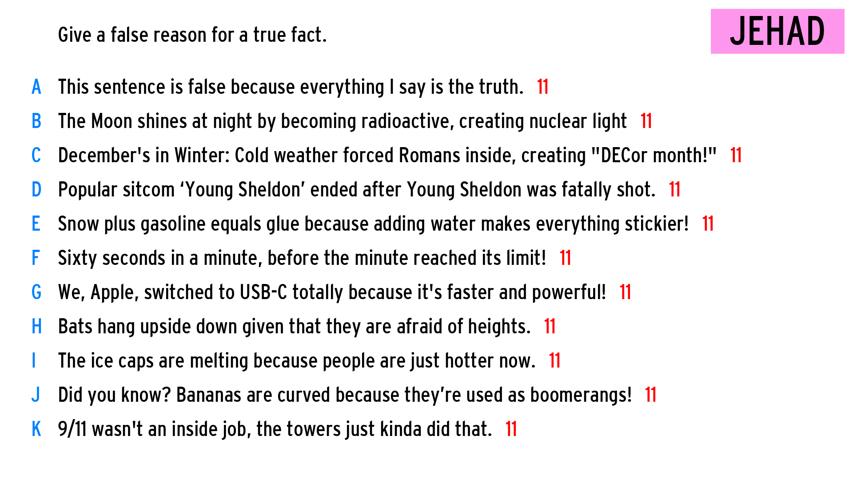 Give a false reason for a true fact.
JEHAD
A This sentence is false because everything I say is the truth. 11
B The Moon shines at night by becoming radioactive, creating nuclear light 11
C December's in Winter: Cold weather forced Romans inside, creating "DECor month!" 11
D Popular sitcom ‘Young Sheldon’ ended after Young Sheldon was fatally shot. 11
E Snow plus gasoline equals glue because adding water makes everything stickier! 11
F Sixty seconds in a minute, before the minute reached its limit! 11
G We, Apple, switched to USB-C totally because it's faster and powerful! 11
H Bats hang upside down given that they are afraid of heights. 11
I The ice caps are melting because people are just hotter now. 11
J Did you know? Bananas are curved because they’re used as boomerangs! 11
K 9/11 wasn't an inside job, the towers just kinda did that. 11